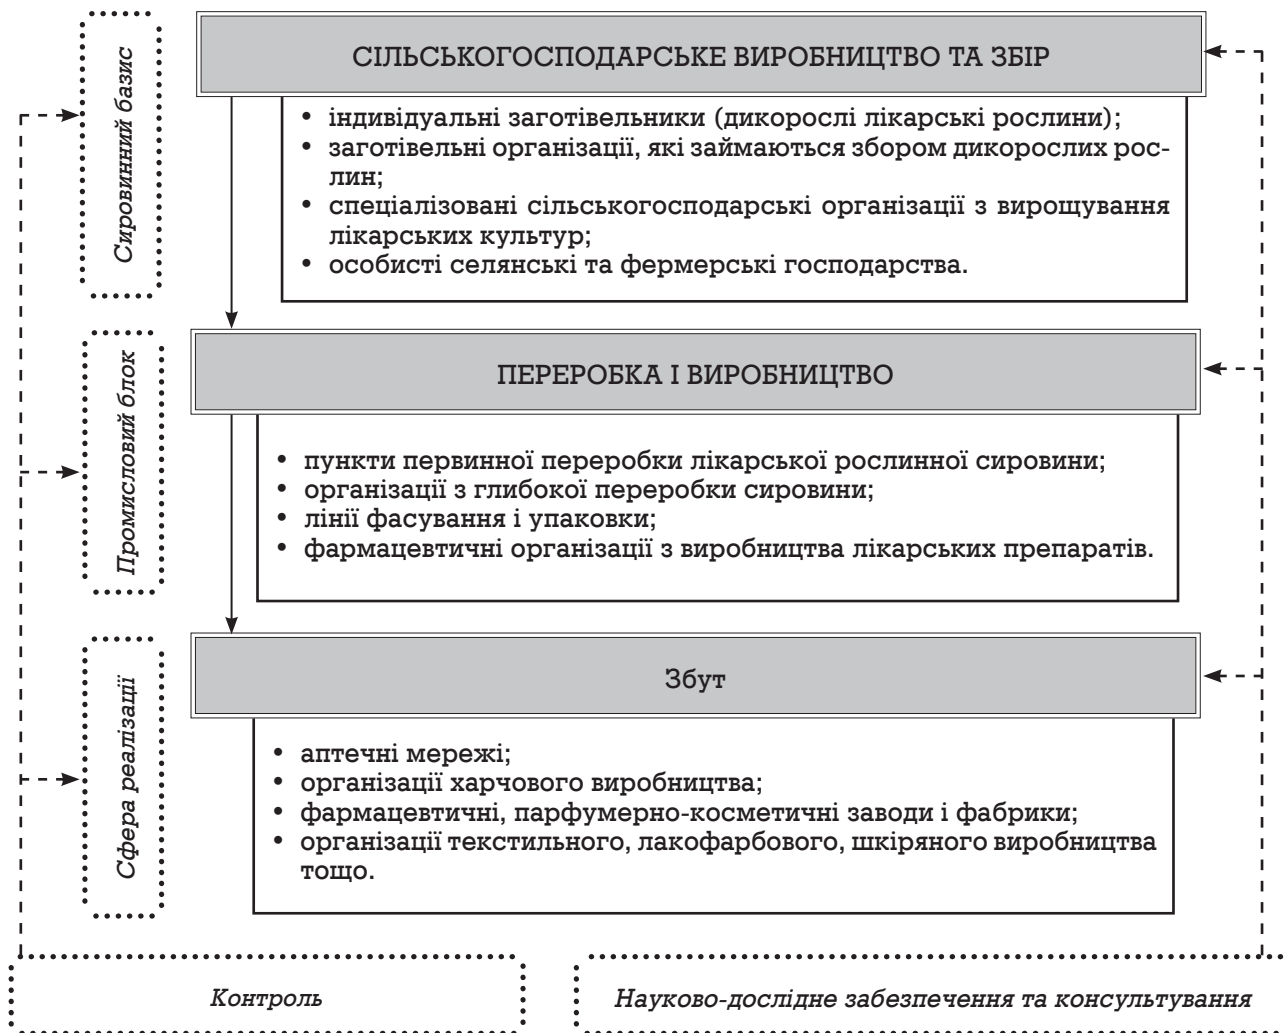 Сировинний базис
СІЛЬСЬКОГОСПОДАРСЬКЕ ВИРОБНИЦТВО ТА ЗБІР
• індивідуальні заготівельники (дикорослі лікарські рослини);
• заготівельні організації, які займаються збором дикорослих рос-
лин;
• спеціалізовані сільськогосподарські організації з вирощування
лікарських культур;
• особисті селянські та фермерські господарства.
Промисловий блок
ПЕРЕРОБКА І ВИРОБНИЦТВО
• пункти первинної переробки лікарської рослинної сировини;
• організації з глибокої переробки сировини;
• лінії фасування і упаковки;
• фармацевтичні організації з виробництва лікарських препаратів.
Сфера реалізації
Збут
• аптечні мережі;
• організації харчового виробництва;
• фармацевтичні, парфумерно-косметичні заводи і фабрики;
• організації текстильного, лакофарбового, шкіряного виробництва
тощо.
Контроль
Науково-дослідне забезпечення та консультування